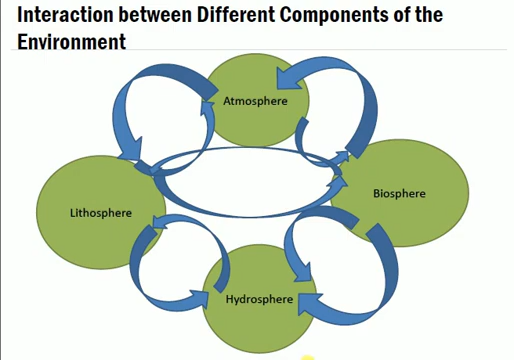 Interaction between Different Components of the
Environment
Atmosphere
Biosphere
Lithosphere
Hydrosphere